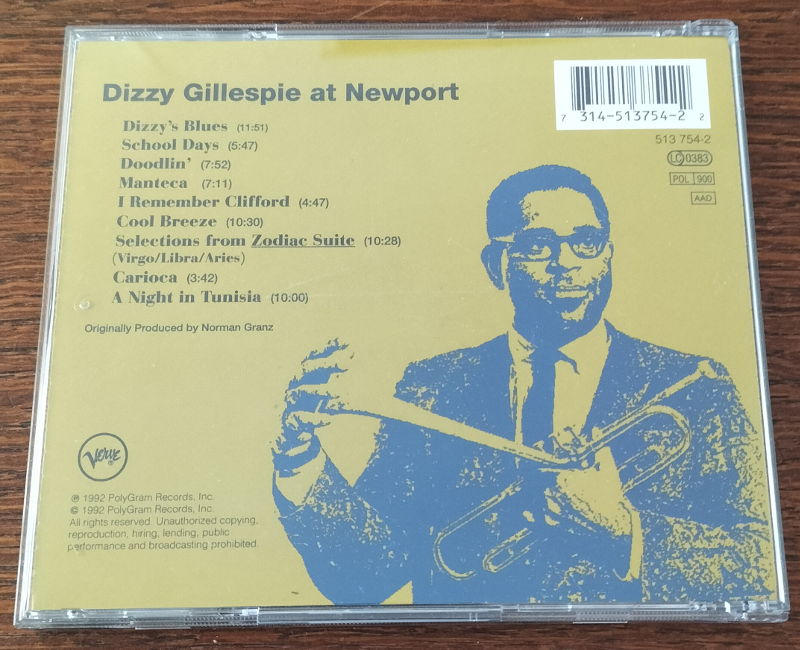 Dizzy Gillespie at Newport
Dizzy's Blues (11:51)
School Days (5:47)
Doodlin' (7:52)
Manteca (7:11)
I Remember Clifford (4:47)
Cool Breeze (10:30)
Selections from Zodiac Suite (10:28)
(Virgo/Libra/Aries)
Carioca (3:42)
A Night in Tunisia (10:00)
Originally Produced by Norman Granz
7 314-513754-2 2
513 754-2
LC 0383
POL 900
AAD
Verve ®
℗ 1992 PolyGram Records, Inc.
© 1992 PolyGram Records, Inc.
All rights reserved. Unauthorized copying,
reproduction, hiring, lending, public
performance and broadcasting prohibited.